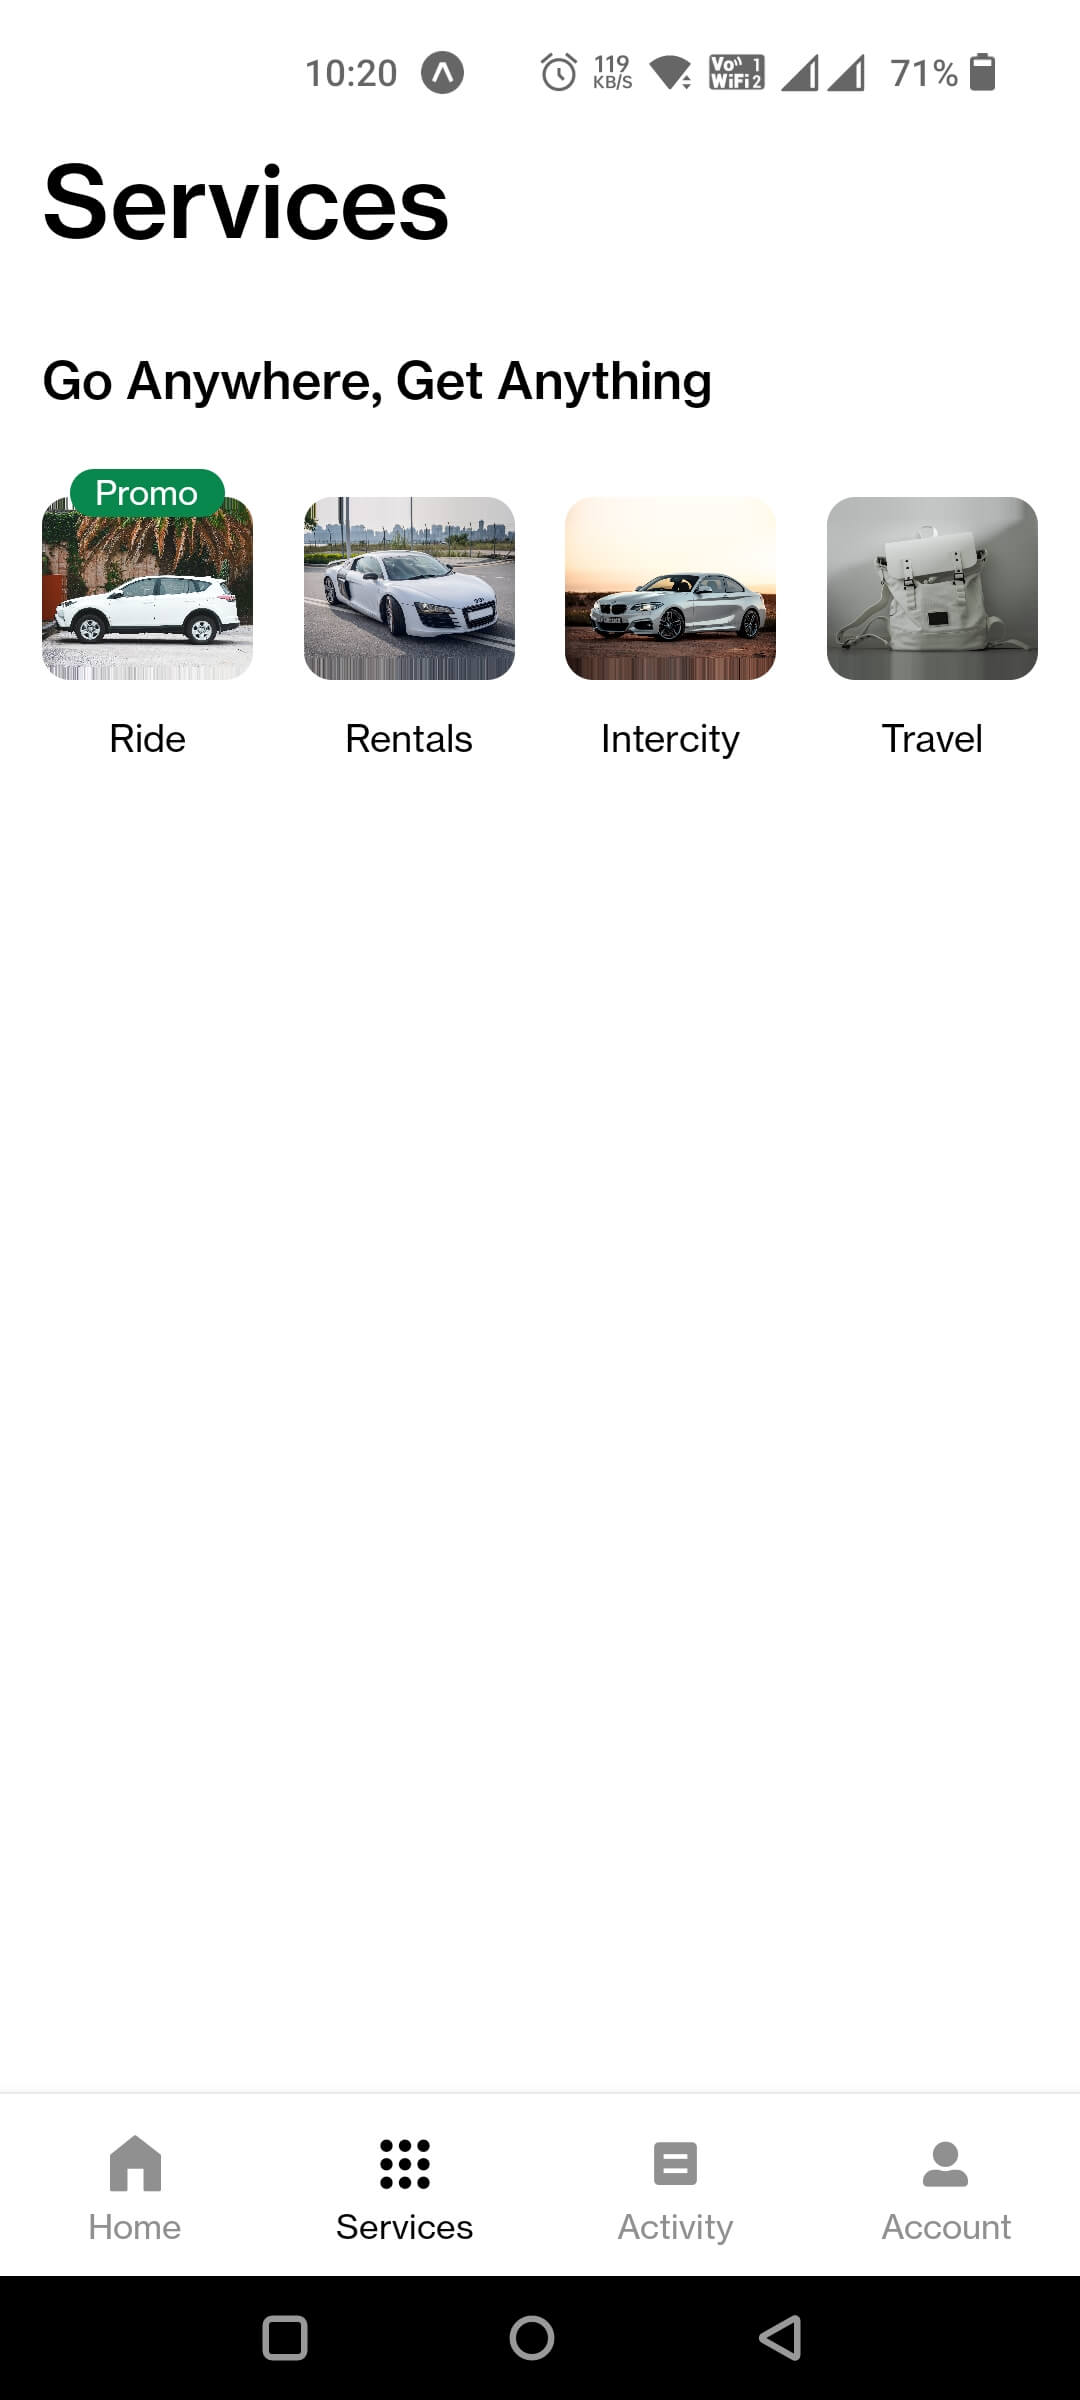 10:20
119
KB/S
Vo 1
WiFi 2
71%
Services
Go Anywhere, Get Anything
Promo
Ride
Rentals
Intercity
Travel
Home
Services
Activity
Account